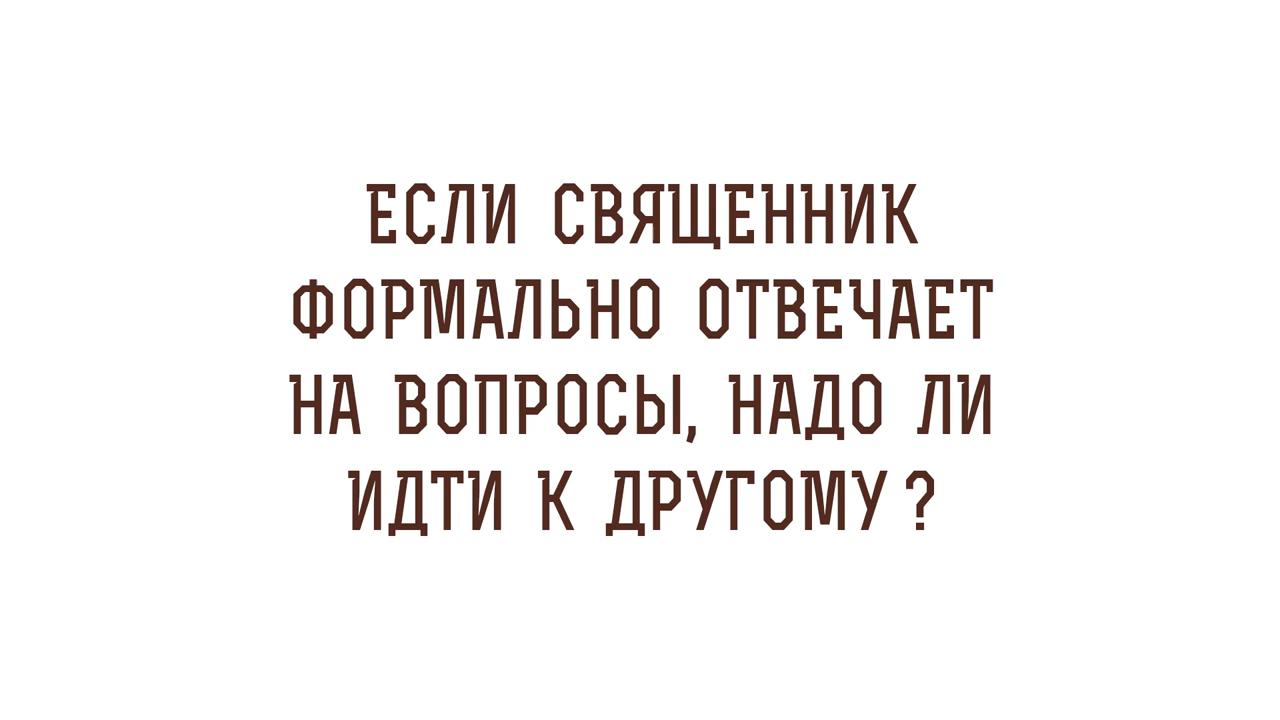 ЕСЛИ СВЯЩЕННИК
ФОРМАЛЬНО ОТВЕЧАЕТ
НА ВОПРОСЫ, НАДО ЛИ
ИДТИ К ДРУГОМУ?